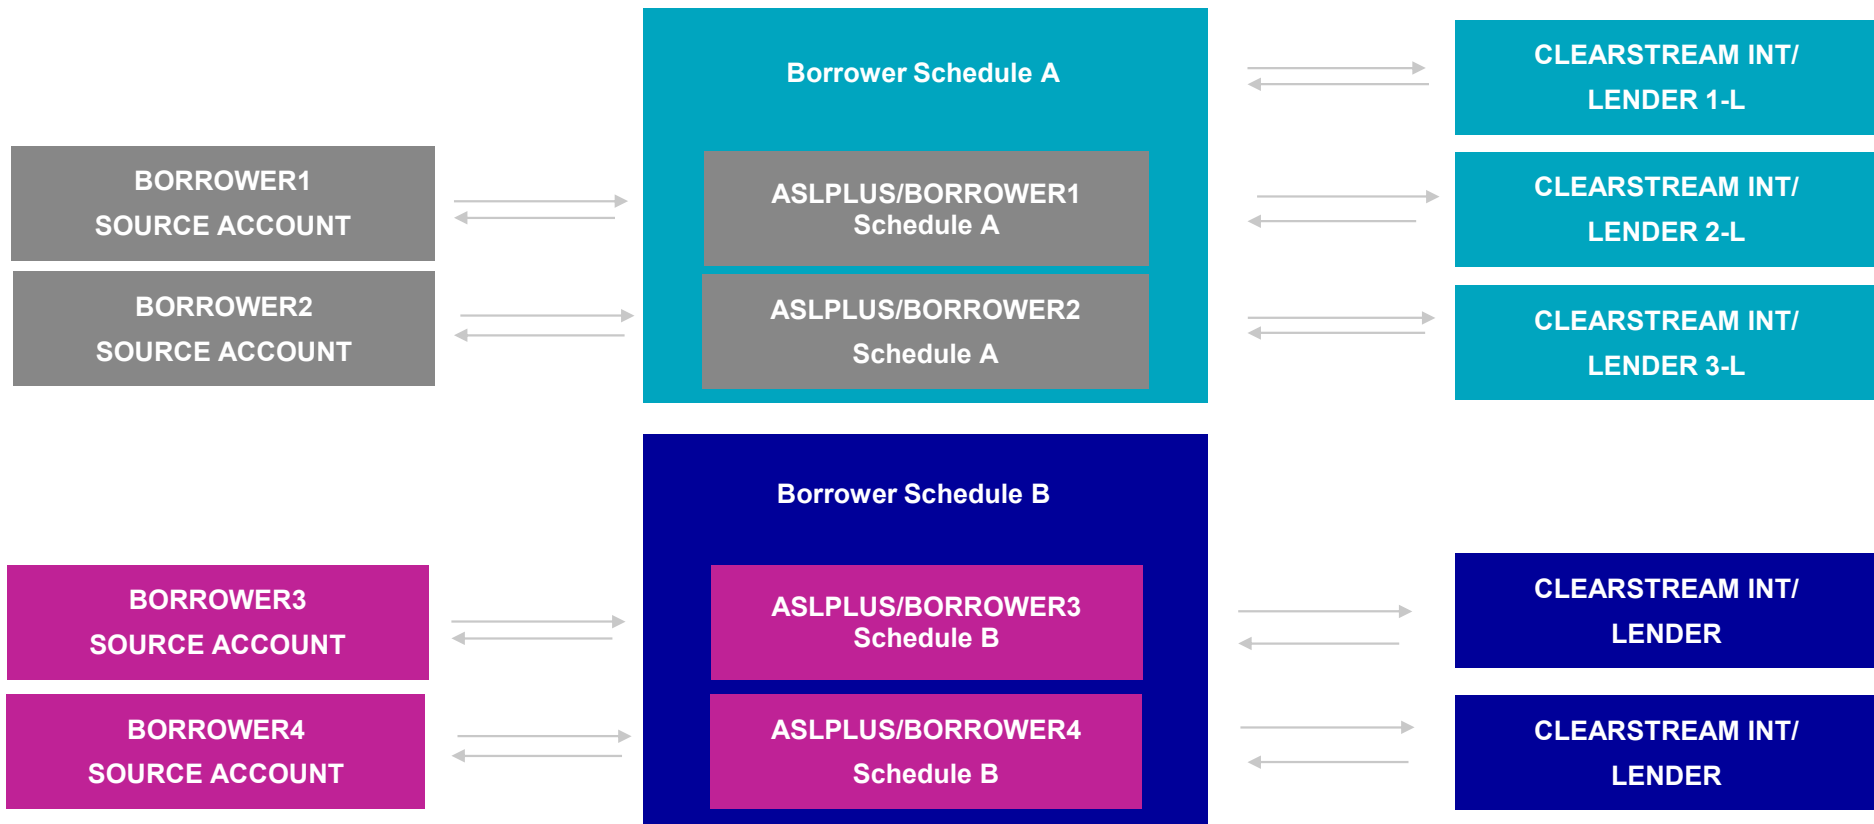 Borrower Schedule A
CLEARSTREAM INT/
LENDER 1-L
BORROWER1
SOURCE ACCOUNT
ASLPLUS/BORROWER1
Schedule A
CLEARSTREAM INT/
LENDER 2-L
BORROWER2
SOURCE ACCOUNT
ASLPLUS/BORROWER2
Schedule A
CLEARSTREAM INT/
LENDER 3-L
Borrower Schedule B
BORROWER3
SOURCE ACCOUNT
ASLPLUS/BORROWER3
Schedule B
CLEARSTREAM INT/
LENDER
BORROWER4
SOURCE ACCOUNT
ASLPLUS/BORROWER4
Schedule B
CLEARSTREAM INT/
LENDER